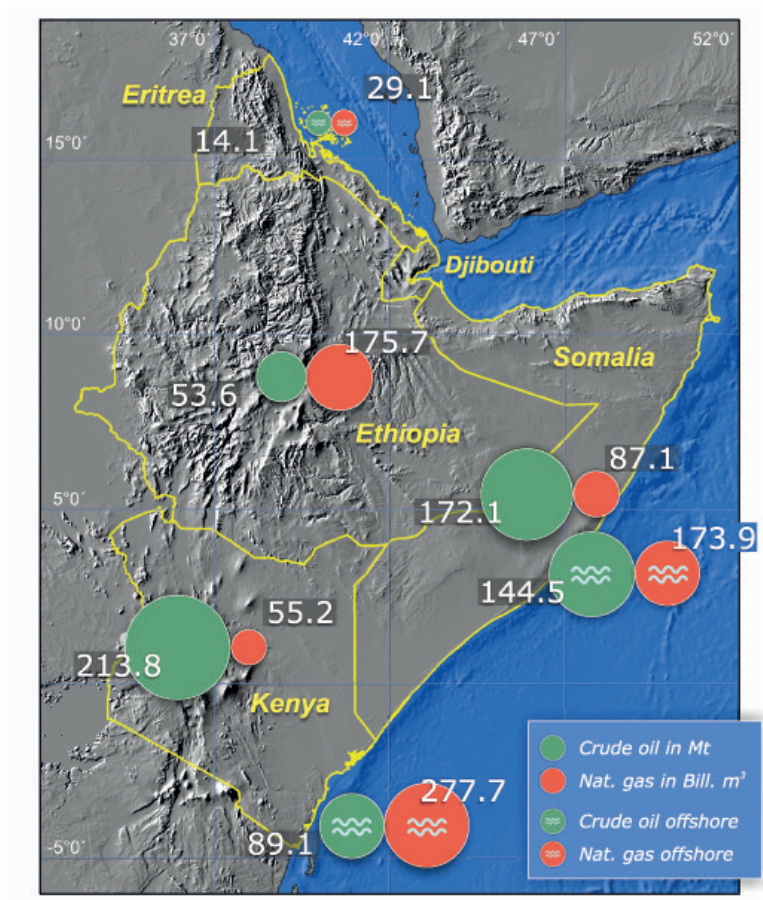 37°0´ 42°0´ 47°0´ 52°0´
Eritrea
29.1
14.1
15°0´
Djibouti
10°0´
175.7
Somalia
53.6
Ethiopia
87.1
5°0´
172.1
173.9
144.5
55.2
213.8
Kenya
Crude oil in Mt
277.7
Nat. gas in Bill. m³
Crude oil offshore
89.1
-5°0´
Nat. gas offshore